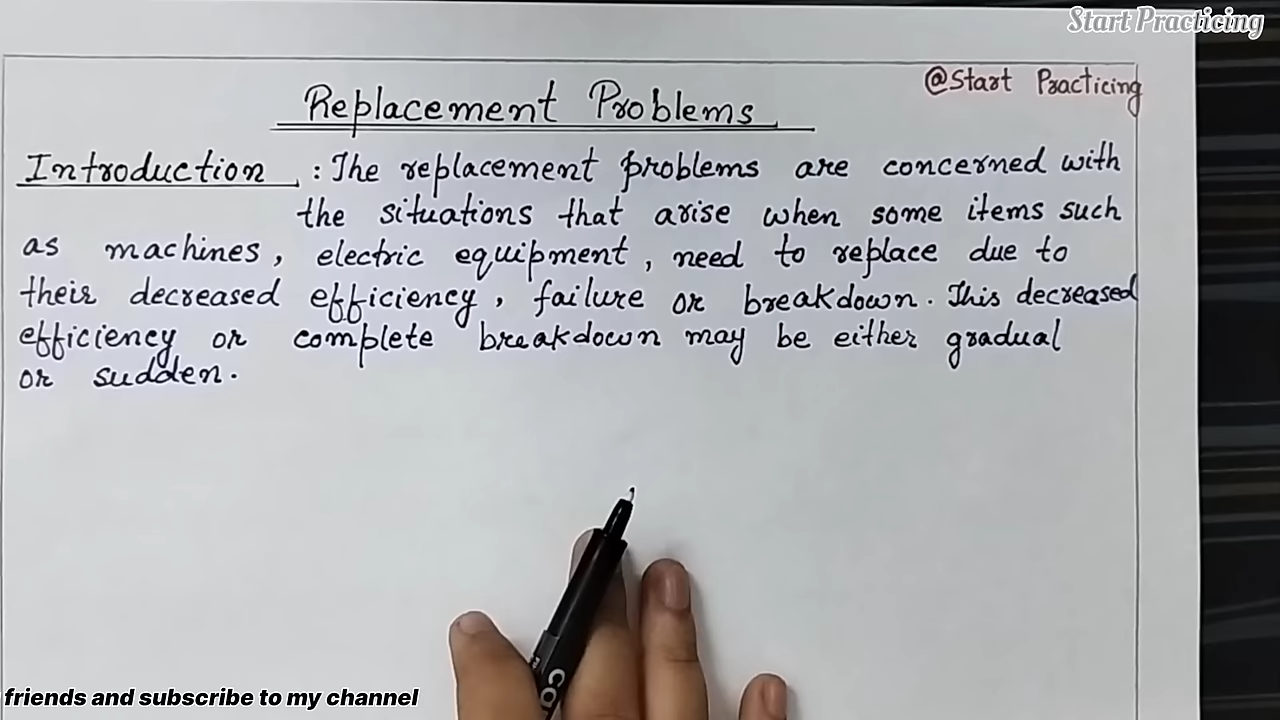 Start Practicing
@Start Practicing
Replacement Problems
Introduction : The replacement problems are concerned with
the situations that arise when some items such
as machines, electric equipment, need to replace due to
their decreased efficiency, failure or breakdown. This decreased
efficiency or complete breakdown may be either gradual
or sudden.
CO
friends and subscribe to my channel